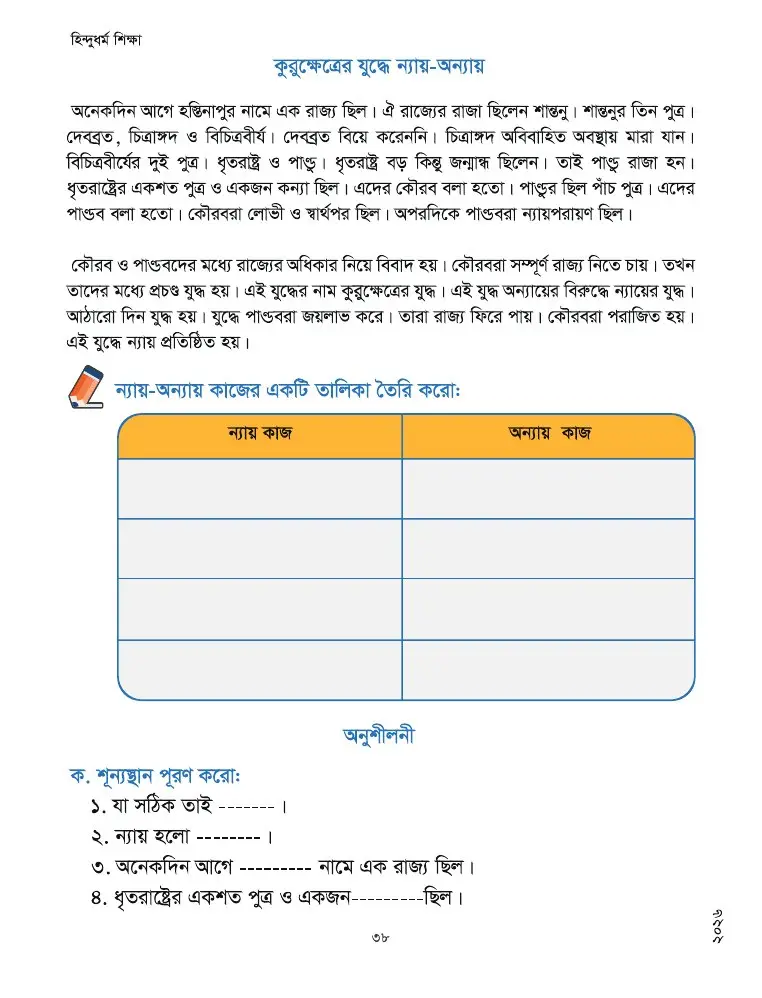 হিন্দুধর্ম শিক্ষা
কুরুক্ষেত্রের যুদ্ধে ন্যায়-অন্যায়
অনেকদিন আগে হস্তিনাপুর নামে এক রাজ্য ছিল। ঐ রাজ্যের রাজা ছিলেন শান্তনু। শান্তনুর তিন পুত্র।
দেবব্রত, চিত্রাঙ্গদ ও বিচিত্রবীর্য। দেবব্রত বিয়ে করেননি। চিত্রাঙ্গদ অবিবাহিত অবস্থায় মারা যান।
বিচিত্রবীর্যের দুই পুত্র। ধৃতরাষ্ট্র ও পাণ্ডু। ধৃতরাষ্ট্র বড় কিন্তু জন্মান্ধ ছিলেন। তাই পাণ্ডু রাজা হন।
ধৃতরাষ্ট্রের একশত পুত্র ও একজন কন্যা ছিল। এদের কৌরব বলা হতো। পাণ্ডুর ছিল পাঁচ পুত্র। এদের
পাণ্ডব বলা হতো। কৌরবরা লোভী ও স্বার্থপর ছিল। অপরদিকে পাণ্ডবরা ন্যায়পরায়ণ ছিল।
কৌরব ও পাণ্ডবদের মধ্যে রাজ্যের অধিকার নিয়ে বিবাদ হয়। কৌরবরা সম্পূর্ণ রাজ্য নিতে চায়। তখন
তাদের মধ্যে প্রচণ্ড যুদ্ধ হয়। এই যুদ্ধের নাম কুরুক্ষেত্রের যুদ্ধ। এই যুদ্ধ অন্যায়ের বিরুদ্ধে ন্যায়ের যুদ্ধ।
আঠারো দিন যুদ্ধ হয়। যুদ্ধে পাণ্ডবরা জয়লাভ করে। তারা রাজ্য ফিরে পায়। কৌরবরা পরাজিত হয়।
এই যুদ্ধে ন্যায় প্রতিষ্ঠিত হয়।
ন্যায়-অন্যায় কাজের একটি তালিকা তৈরি করো:
ন্যায় কাজ
অন্যায় কাজ
অনুশীলনী
ক. শূন্যস্থান পূরণ করো:
১. যা সঠিক তাই -------।
২. ন্যায় হলো --------।
৩. অনেকদিন আগে --------- নামে এক রাজ্য ছিল।
৪. ধৃতরাষ্ট্রের একশত পুত্র ও একজন---------ছিল।
৩৮
২০২৬